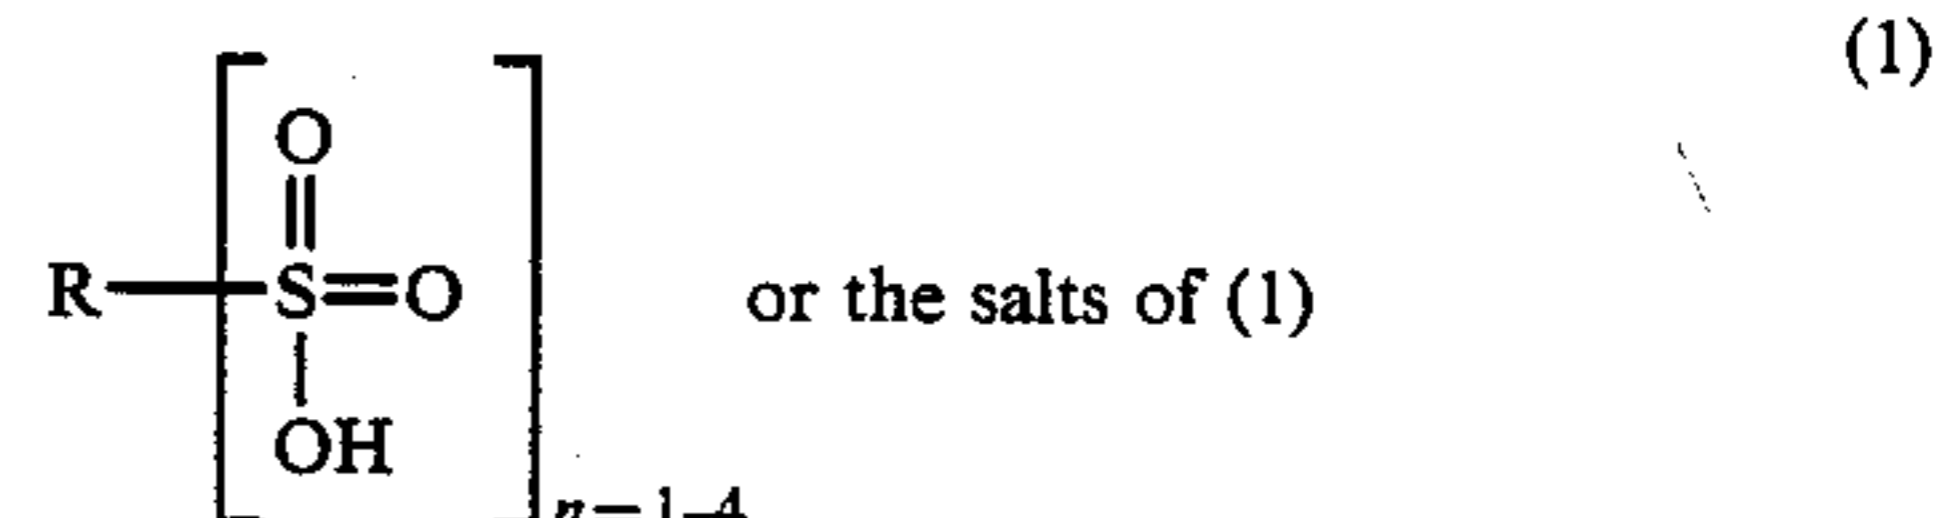 (1)
O
R—S=O or the salts of (1)
OH
n=1-4